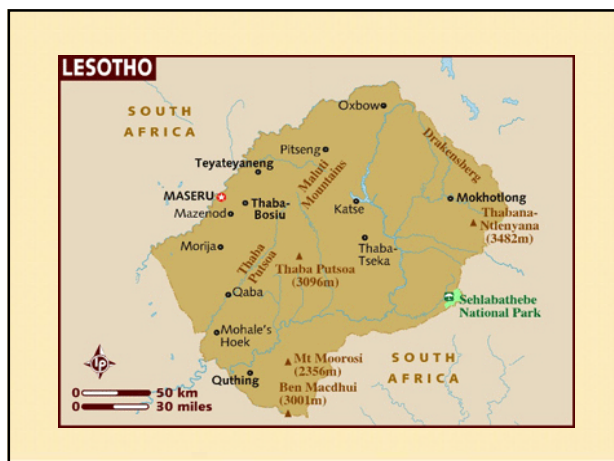 LESOTHO
SOUTH
AFRICA
Oxbow
Pitseng
Drakensberg
Teyateyaneng
Maluti
Mountains
MASERU
Thaba-
Bosiu
Mazenod
Katse
Mokhotlong
Thabana-
Ntlenyana
(3482m)
Morija
Thaba-
Tseka
Thaba
Putsoa
Thaba Putsoa
(3096m)
Qaba
Sehlabathebe
National Park
Mohale's
Hoek
Mt Moorosi
(2356m)
SOUTH
AFRICA
Quthing
Ben Macdhui
(3001m)
LP
0 50 km
0 30 miles